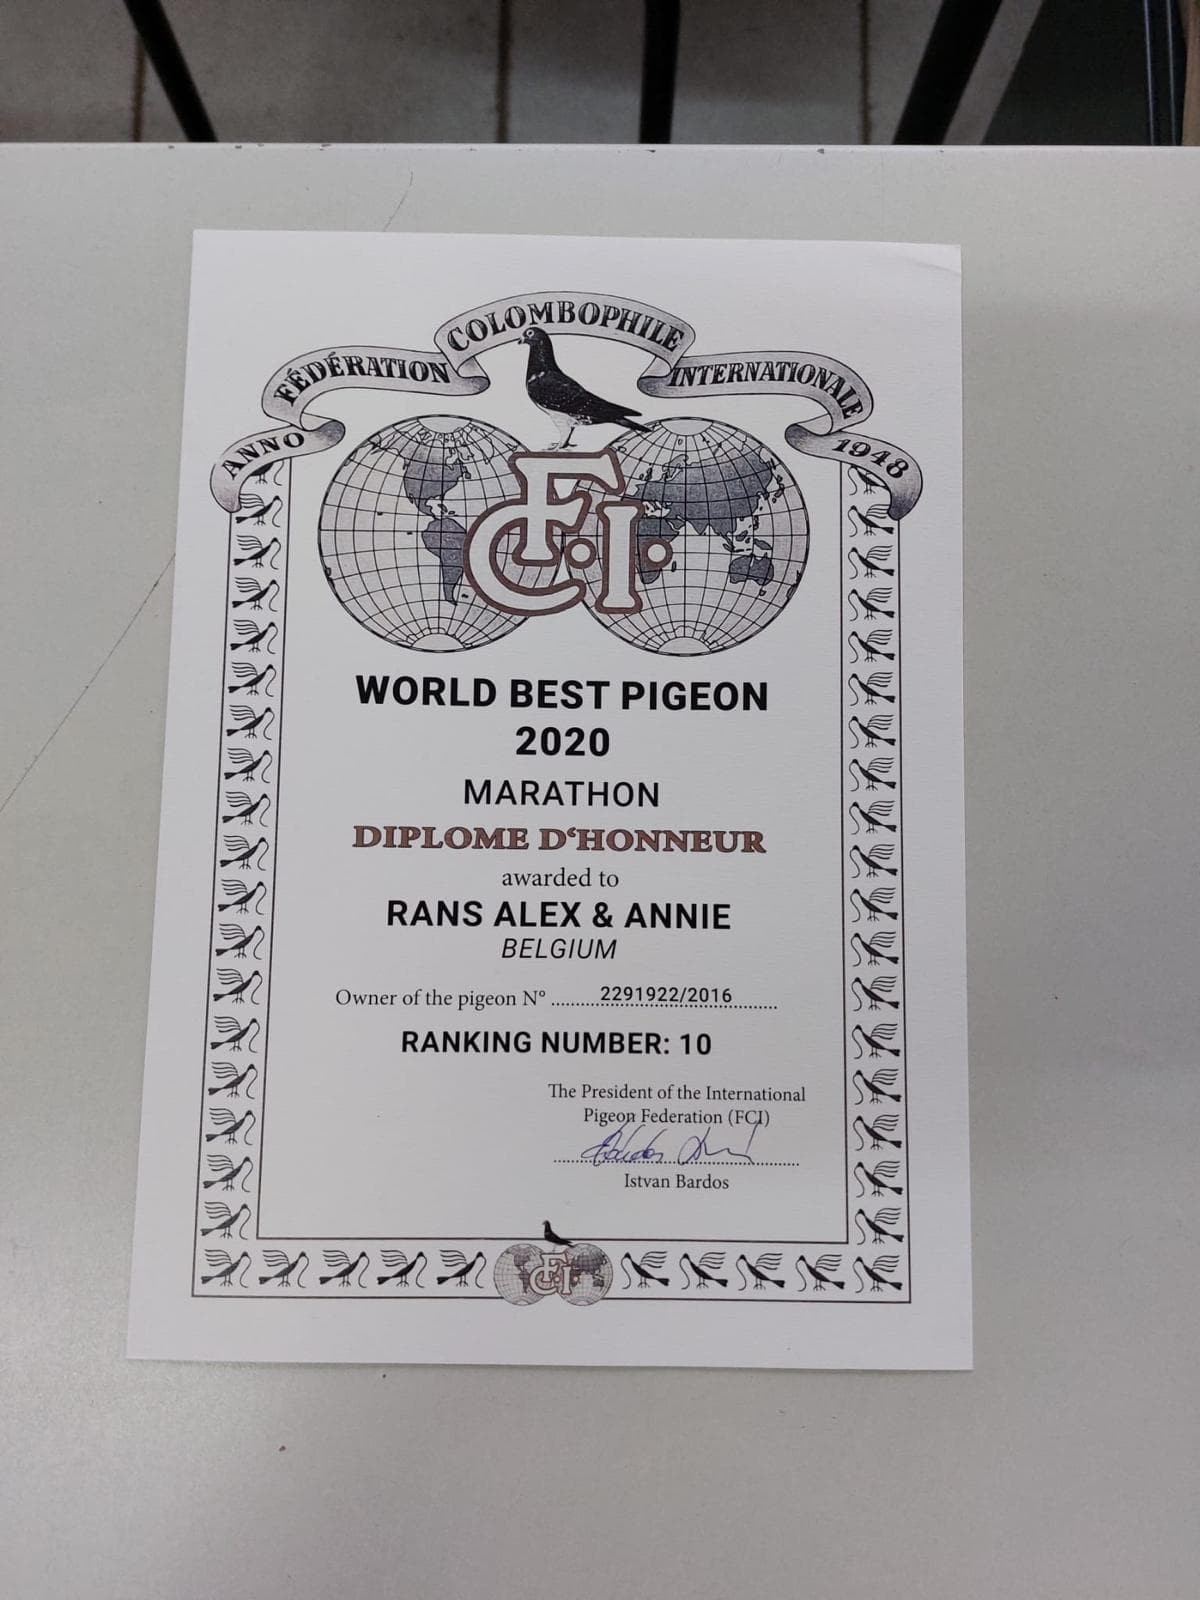 ANNO FÉDÉRATION COLOMBOPHILE INTERNATIONALE 1948
F.C.I.
WORLD BEST PIGEON
2020
MARATHON
DIPLOME D‘HONNEUR
awarded to
RANS ALEX & ANNIE
BELGIUM
Owner of the pigeon N° ........2291922/2016........
RANKING NUMBER: 10
The President of the International
Pigeon Federation (FCI)
Istvan Bardos
F.C.I.